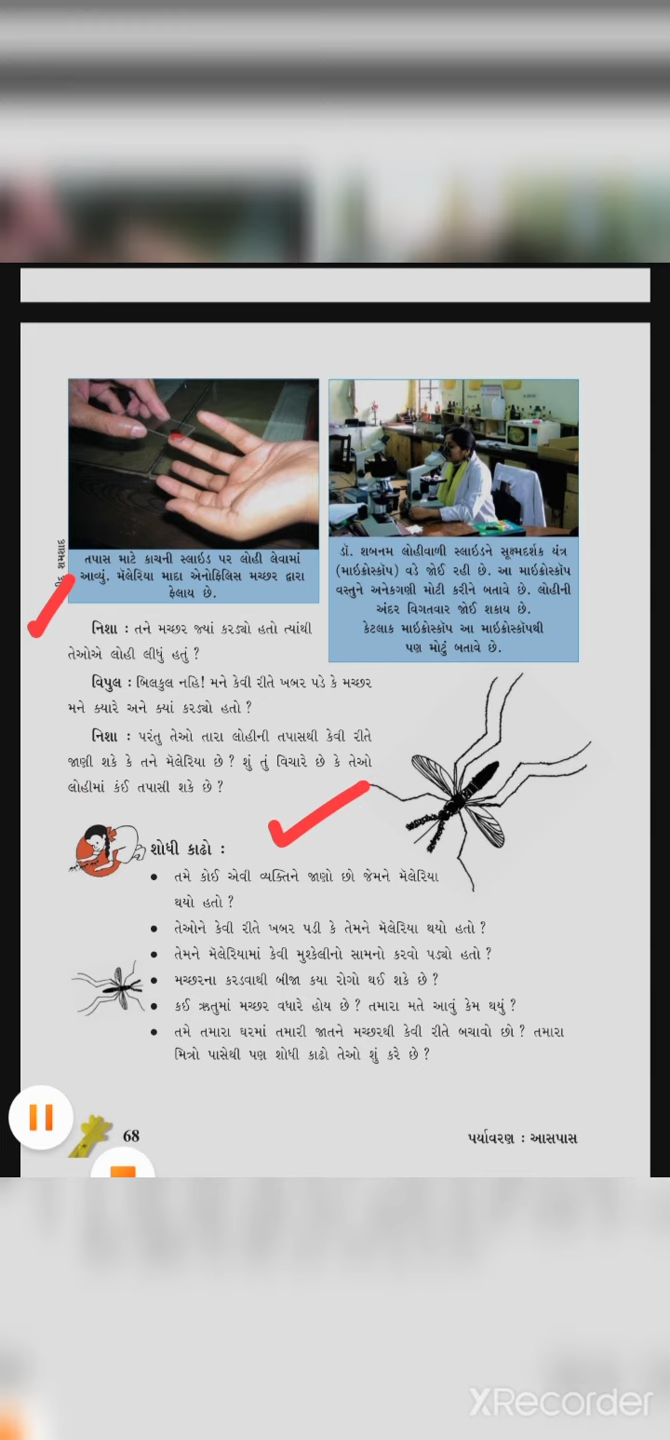 તપાસ માટે કાચની સ્લાઇડ પર લોહી લેવામાં
આવ્યું. મૅલેરિયા માદા એનોફિલિસ મચ્છર દ્વારા
ફેલાય છે.
ડૉ. શબનમ લોહીવાળી સ્લાઇડને સૂક્ષ્મદર્શક યંત્ર
(માઇક્રોસ્કૉપ) વડે જોઈ રહી છે. આ માઇક્રોસ્કૉપ
વસ્તુને અનેકગણી મોટી કરીને બતાવે છે. લોહીની
અંદર વિગતવાર જોઈ શકાય છે.
કેટલાક માઇક્રોસ્કૉપ આ માઇક્રોસ્કૉપથી
પણ મોટું બતાવે છે.
નિશા : તને મચ્છર જ્યાં કરડ્યો હતો ત્યાંથી
તેઓએ લોહી લીધું હતું ?
વિપુલ : બિલકુલ નહિ! મને કેવી રીતે ખબર પડે કે મચ્છર
મને ક્યારે અને ક્યાં કરડ્યો હતો ?
નિશા : પરંતુ તેઓ તારા લોહીની તપાસથી કેવી રીતે
જાણી શકે કે તને મૅલેરિયા છે ? શું તું વિચારે છે કે તેઓ
લોહીમાં કંઈ તપાસી શકે છે ?
શોધી કાઢો :
• તમે કોઈ એવી વ્યક્તિને જાણો છો જેમને મૅલેરિયા
થયો હતો ?
• તેઓને કેવી રીતે ખબર પડી કે તેમને મૅલેરિયા થયો હતો ?
• તેમને મૅલેરિયામાં કેવી મુશ્કેલીનો સામનો કરવો પડ્યો હતો ?
• મચ્છરના કરડવાથી બીજા કયા રોગો થઈ શકે છે ?
• કઈ ઋતુમાં મચ્છર વધારે હોય છે ? તમારા મતે આવું કેમ થયું ?
• તમે તમારા ઘરમાં તમારી જાતને મચ્છરથી કેવી રીતે બચાવો છો ? તમારા
મિત્રો પાસેથી પણ શોધી કાઢો તેઓ શું કરે છે ?
68
પર્યાવરણ : આસપાસ
XRecorder